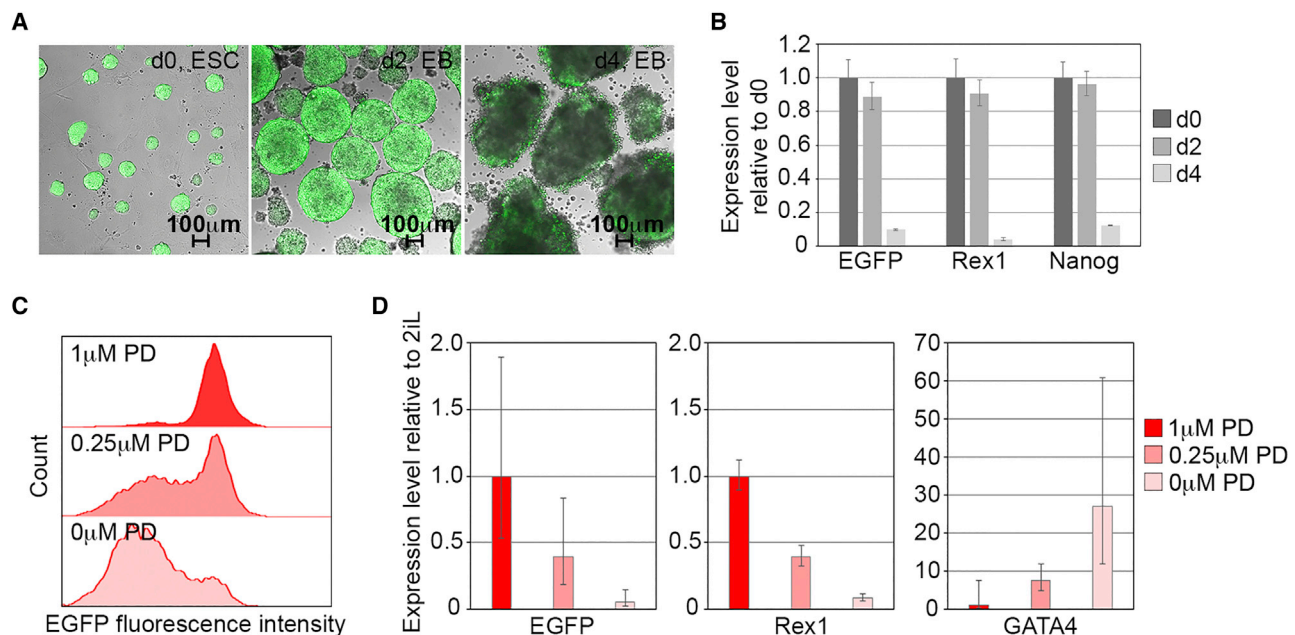 A
d0, ESC
d2, EB
d4, EB
100μm
100μm
100μm
B
Expression level
relative to d0
1.2
1.0
0.8
0.6
0.4
0.2
0
EGFP
Rex1
Nanog
d0
d2
d4
C
Count
1μM PD
0.25μM PD
0μM PD
EGFP fluorescence intensity
D
Expression level relative to 2iL
2.0
1.5
1.0
0.5
0
EGFP
2.0
1.5
1.0
0.5
0
Rex1
70
60
50
40
30
20
10
0
GATA4
1μM PD
0.25μM PD
0μM PD